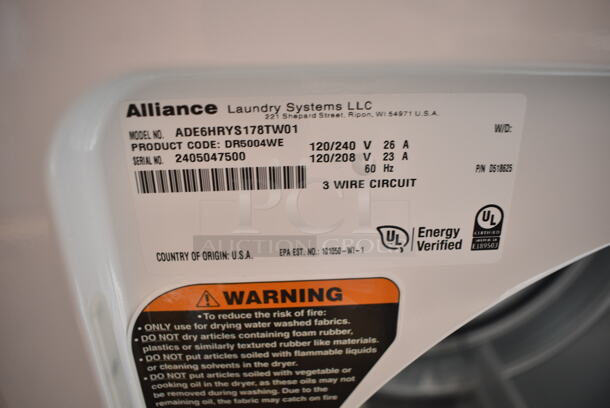 Alliance Laundry Systems LLC
221 Shepard Street, Ripon, WI 54971 U.S.A.
MODEL NO. ADE6HRYS178TW01 W/D:
PRODUCT CODE: DR5004WE 120/240 V 26 A
SERIAL NO. 2405047500 120/208 V 23 A
60 Hz P/N D518625
3 WIRE CIRCUIT
PCI
AUCTION GROUP
UL Energy Verified
UL
CERTIFIED
E189503
COUNTRY OF ORIGIN: U.S.A. EPA EST. NO.: 101050-WI-1
WARNING
• To reduce the risk of fire:
• ONLY use for drying water washed fabrics.
• DO NOT dry articles containing foam rubber,
plastics or similarly textured rubber like materials.
• DO NOT put articles soiled with flammable liquids
or cleaning solvents in the dryer.
• DO NOT put articles soiled with vegetable or
cooking oil in the dryer, as these oils may not
be removed during washing. Due to the
remaining oil, the fabric may catch on fire